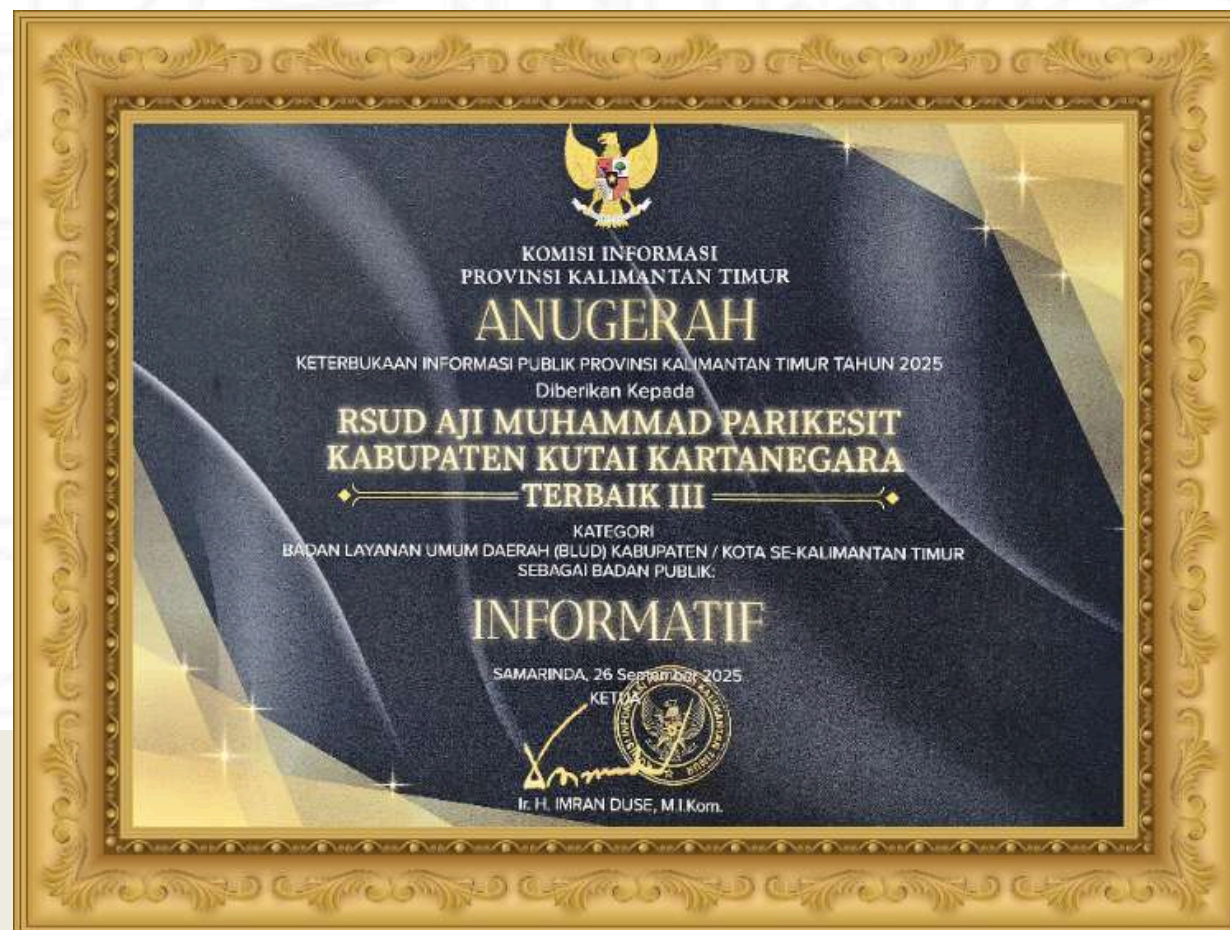 KOMISI INFORMASI
PROVINSI KALIMANTAN TIMUR
ANUGERAH
KETERBUKAAN INFORMASI PUBLIK PROVINSI KALIMANTAN TIMUR TAHUN 2025
Diberikan Kepada
RSUD AJI MUHAMMAD PARIKESIT
KABUPATEN KUTAI KARTANEGARA
TERBAIK III
KATEGORI
BADAN LAYANAN UMUM DAERAH (BLUD) KABUPATEN / KOTA SE-KALIMANTAN TIMUR
SEBAGAI BADAN PUBLIK:
INFORMATIF
SAMARINDA, 26 September 2025
KETUA
KALIMANTAN TIMUR
Ir. H. IMRAN DUSE, M.I.Kom.